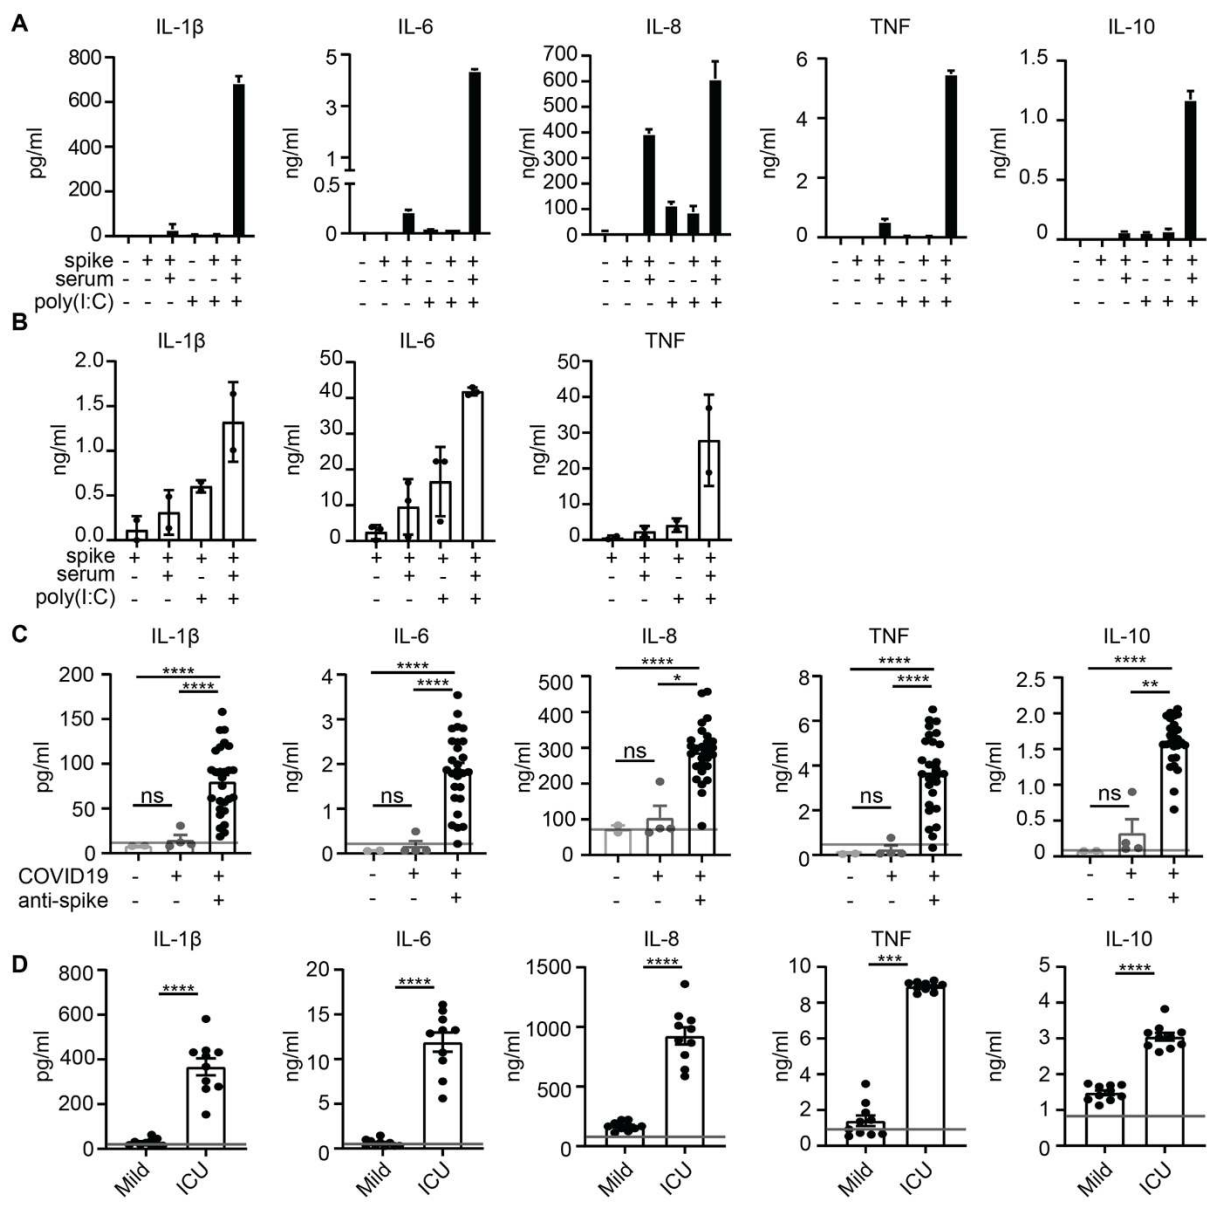 A
IL-1β IL-6 IL-8 TNF IL-10
800 5 700 6 1.5
600
600 500 4 1.0
pg/ml ng/ml ng/ml ng/ml ng/ml
400 3 400
1 300 2 0.5
200 0.5 200
100
0 0 0 0 0
spike - + + - + + - + + - + + - + + - + + - + + - + + - + + - + +
serum - - + - - + - - + - - + - - + - - + - - + - - + - - + - - +
poly(I:C) - - - + + + - - - + + + - - - + + + - - - + + + - - - + + +
B
IL-1β IL-6 TNF
2.0 50 50
1.5 40 40
ng/ml ng/ml ng/ml
1.0 30 30
20 20
0.5 10 10
0.0 0 0
spike + + + + + + + + + + + +
serum - + - + - + - + - + - +
poly(I:C) - - + + - - + + - - + +
C
IL-1β IL-6 IL-8 TNF IL-10
**** **** **** **** ****
**** **** * **** **
200 4 500 8 2.5
150 3 400 6 2.0
pg/ml ng/ml ng/ml ng/ml ng/ml
100 2 300 4 1.5
200 1.0
50 1 100 2 0.5
ns ns ns ns ns
0 0 0 0 0
COVID19 - + + - + + - + + - + + - + +
anti-spike - - + - - + - - + - - + - - +
D
IL-1β IL-6 IL-8 TNF IL-10
**** **** **** *** ****
800 20 1500 10 5
600 15 8 4
pg/ml ng/ml ng/ml ng/ml ng/ml
1000 6 3
400 10 4 2
200 5 500 2 1
0 0 0 0 0
Mild ICU Mild ICU Mild ICU Mild ICU Mild ICU